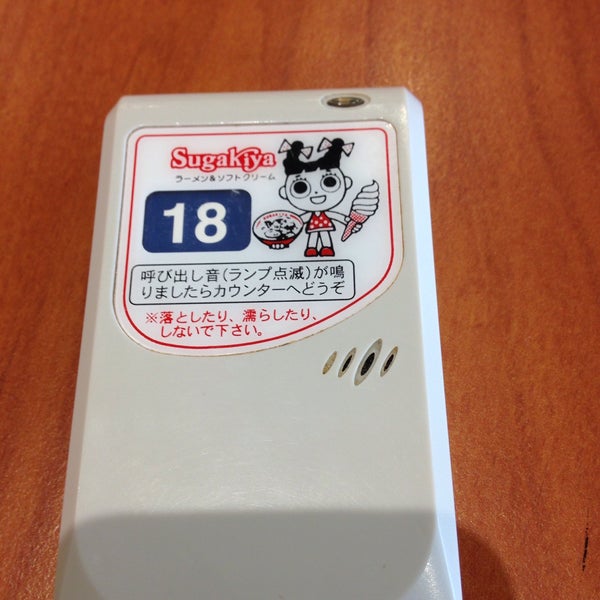 Sugakiya
ラーメン&ソフトクリーム
18
SUGAKIYA
呼び出し音(ランプ点滅)が鳴
りましたらカウンターへどうぞ
※落としたり、濡らしたり、
しないで下さい。